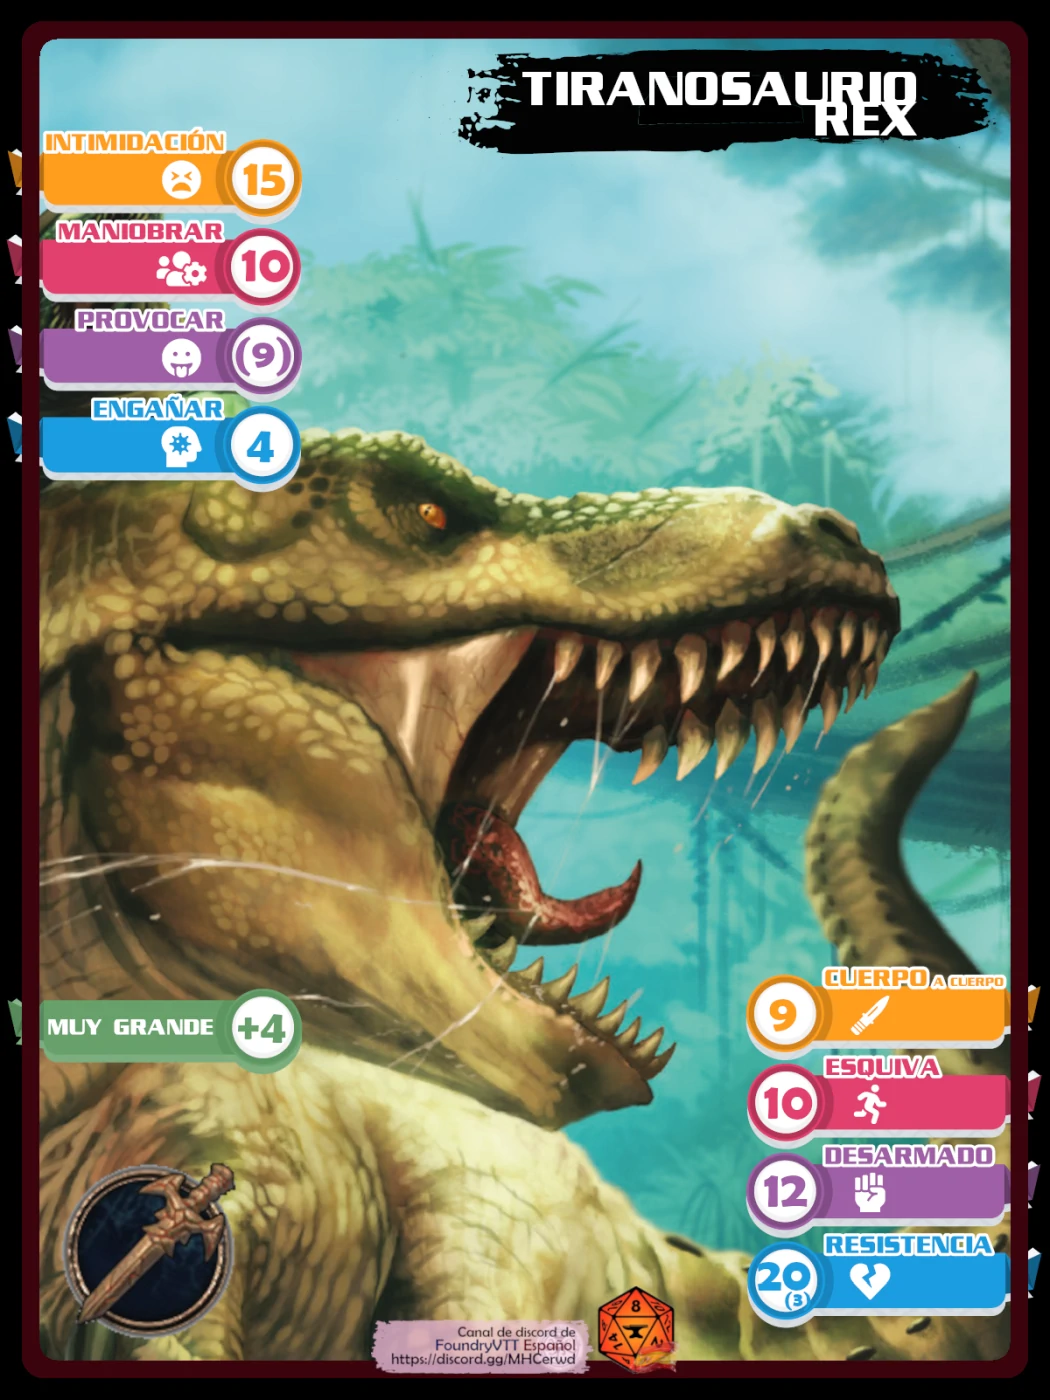 TIRANOSAURIO
REX
INTIMIDACIÓN
15
MANIOBRAR
10
PROVOCAR
(9)
ENGAÑAR
4
MUY GRANDE +4
CUERPO A CUERPO
9
ESQUIVA
10
DESARMADO
12
RESISTENCIA
20
(3)
8
Canal de discord de
FoundryVTT Español
https://discord.gg/MHCerwd